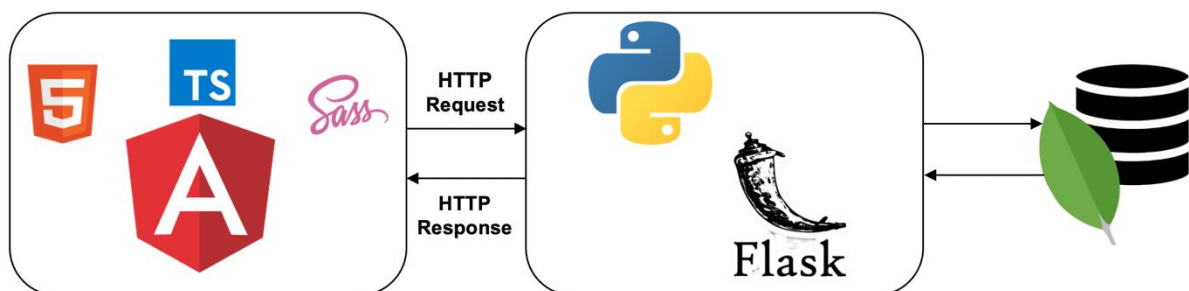 5
TS
Sass
A
HTTP
Request
HTTP
Response
Flask